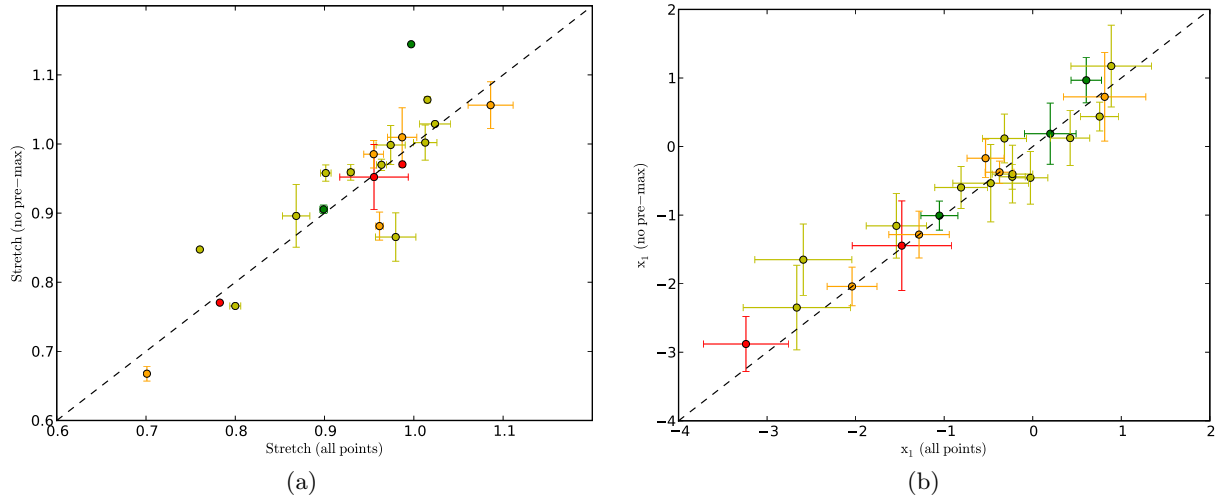 1.1
1.0
0.9
0.8
0.7
0.6
Stretch (no pre−max)
0.6 0.7 0.8 0.9 1.0 1.1
Stretch (all points)
(a)
2
1
0
−1
−2
−3
−4
x₁ (no pre−max)
−4 −3 −2 −1 0 1 2
x₁ (all points)
(b)